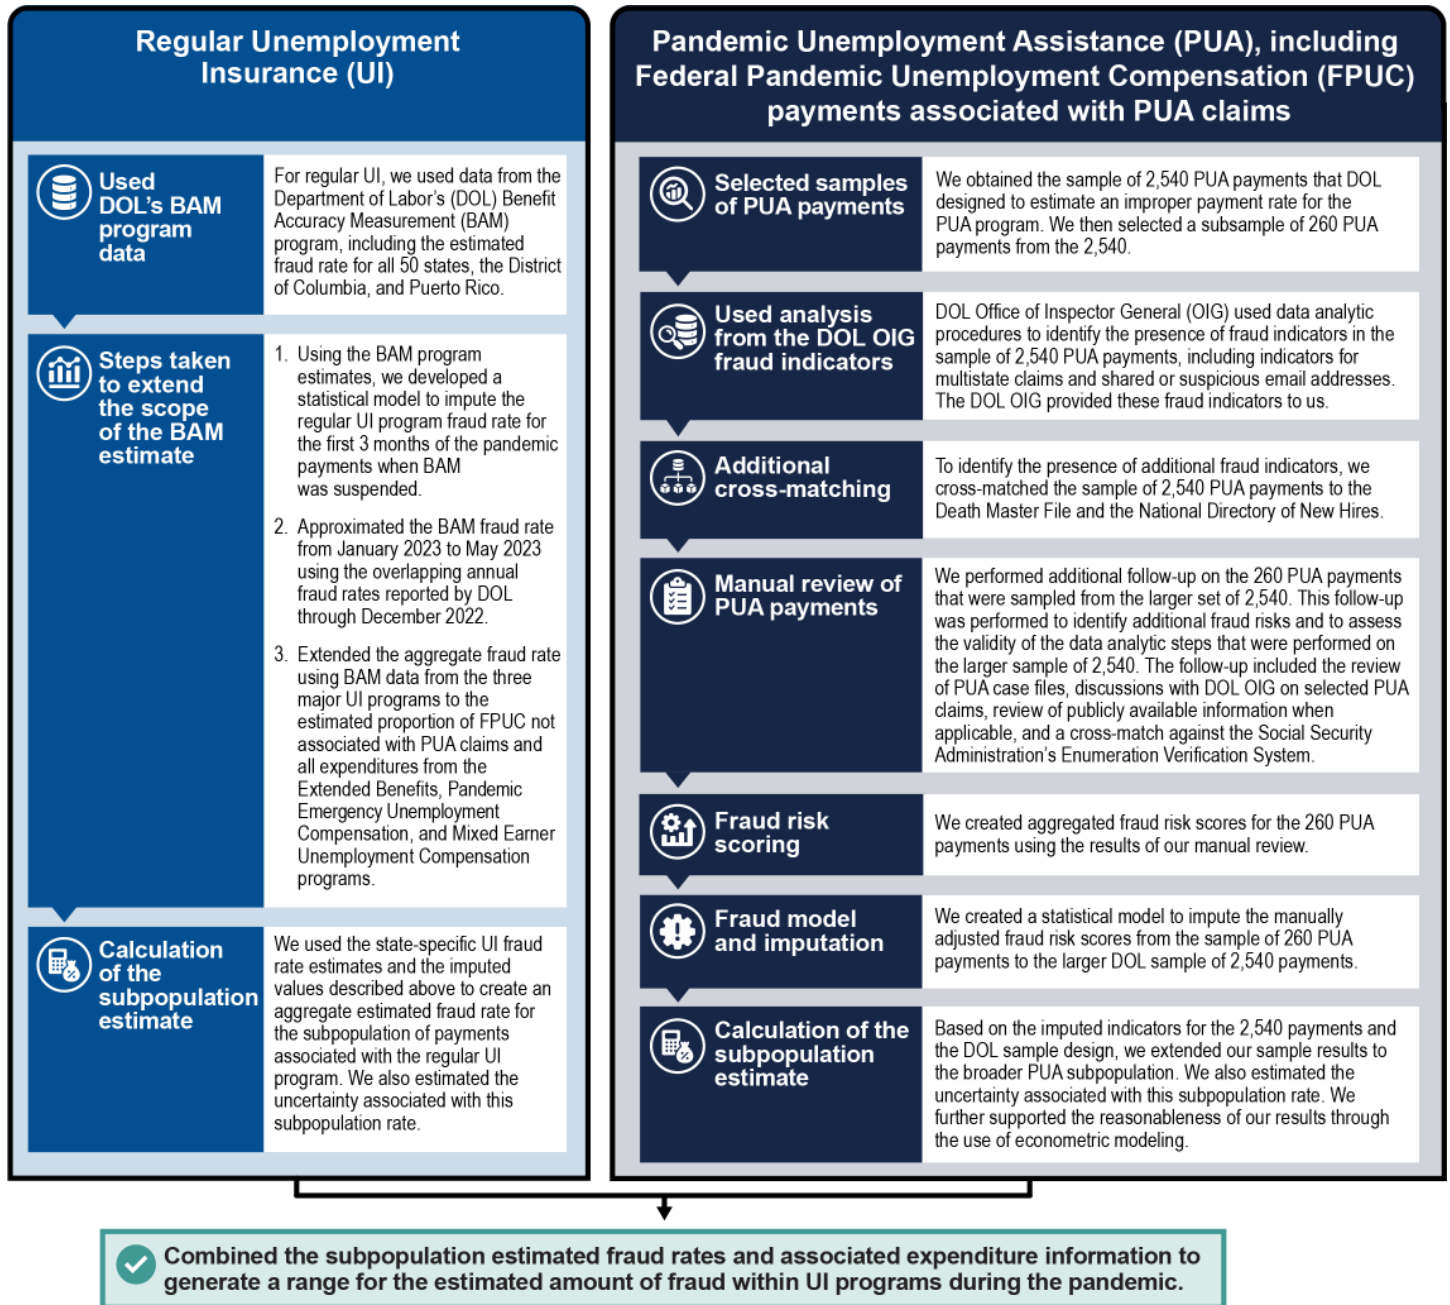 Regular Unemployment
Insurance (UI)
Used
DOL's BAM
program
data
For regular UI, we used data from the
Department of Labor's (DOL) Benefit
Accuracy Measurement (BAM)
program, including the estimated
fraud rate for all 50 states, the District
of Columbia, and Puerto Rico.
Steps taken
to extend
the scope
of the BAM
estimate
1. Using the BAM program
estimates, we developed a
statistical model to impute the
regular UI program fraud rate for
the first 3 months of the pandemic
payments when BAM
was suspended.
2. Approximated the BAM fraud rate
from January 2023 to May 2023
using the overlapping annual
fraud rates reported by DOL
through December 2022.
3. Extended the aggregate fraud rate
using BAM data from the three
major UI programs to the
estimated proportion of FPUC not
associated with PUA claims and
all expenditures from the
Extended Benefits, Pandemic
Emergency Unemployment
Compensation, and Mixed Earner
Unemployment Compensation
programs.
Calculation
of the
subpopulation
estimate
We used the state-specific UI fraud
rate estimates and the imputed
values described above to create an
aggregate estimated fraud rate for
the subpopulation of payments
associated with the regular UI
program. We also estimated the
uncertainty associated with this
subpopulation rate.
Pandemic Unemployment Assistance (PUA), including
Federal Pandemic Unemployment Compensation (FPUC)
payments associated with PUA claims
Selected samples
of PUA payments
We obtained the sample of 2,540 PUA payments that DOL
designed to estimate an improper payment rate for the
PUA program. We then selected a subsample of 260 PUA
payments from the 2,540.
Used analysis
from the DOL OIG
fraud indicators
DOL Office of Inspector General (OIG) used data analytic
procedures to identify the presence of fraud indicators in the
sample of 2,540 PUA payments, including indicators for
multistate claims and shared or suspicious email addresses.
The DOL OIG provided these fraud indicators to us.
Additional
cross-matching
To identify the presence of additional fraud indicators, we
cross-matched the sample of 2,540 PUA payments to the
Death Master File and the National Directory of New Hires.
Manual review of
PUA payments
We performed additional follow-up on the 260 PUA payments
that were sampled from the larger set of 2,540. This follow-up
was performed to identify additional fraud risks and to assess
the validity of the data analytic steps that were performed on
the larger sample of 2,540. The follow-up included the review
of PUA case files, discussions with DOL OIG on selected PUA
claims, review of publicly available information when
applicable, and a cross-match against the Social Security
Administration's Enumeration Verification System.
Fraud risk
scoring
We created aggregated fraud risk scores for the 260 PUA
payments using the results of our manual review.
Fraud model
and imputation
We created a statistical model to impute the manually
adjusted fraud risk scores from the sample of 260 PUA
payments to the larger DOL sample of 2,540 payments.
Calculation of the
subpopulation
estimate
Based on the imputed indicators for the 2,540 payments and
the DOL sample design, we extended our sample results to
the broader PUA subpopulation. We also estimated the
uncertainty associated with this subpopulation rate. We
further supported the reasonableness of our results through
the use of econometric modeling.
Combined the subpopulation estimated fraud rates and associated expenditure information to
generate a range for the estimated amount of fraud within UI programs during the pandemic.